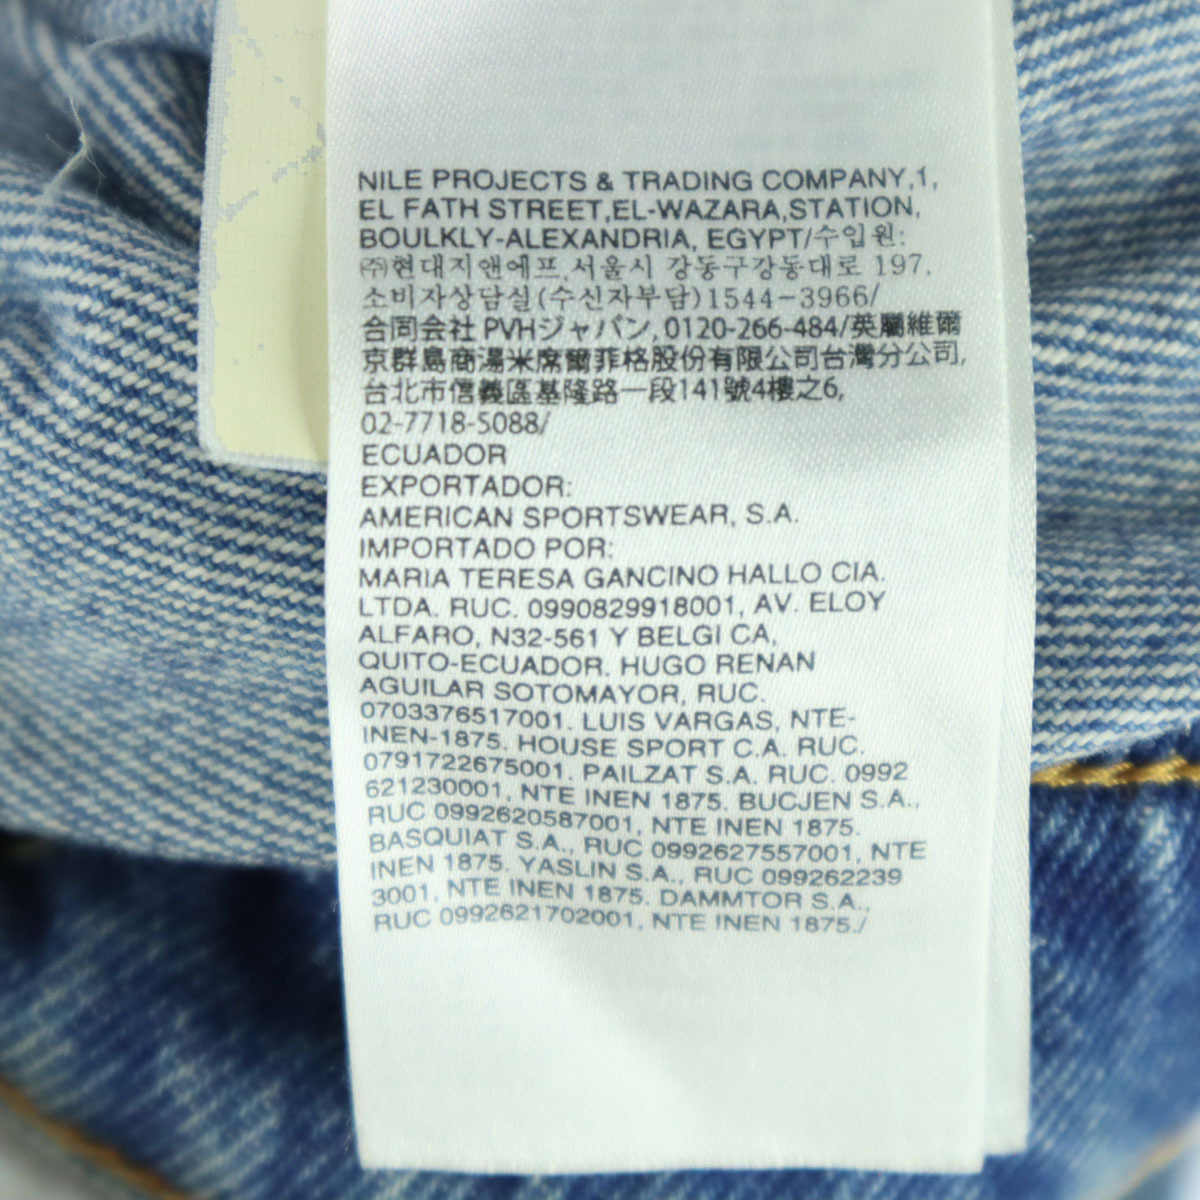 NILE PROJECTS & TRADING COMPANY,1,
EL FATH STREET,EL-WAZARA,STATION,
BOULKLY-ALEXANDRIA, EGYPT/수입원:
㈜현대지앤에프,서울시 강동구강동대로 197,
소비자상담실(수신자부담)1544-3966/
合同会社 PVHジャパン, 0120-266-484/英屬維爾
京群島商湯米席爾菲格股份有限公司台灣分公司,
台北市信義區基隆路一段141號4樓之6,
02-7718-5088/
ECUADOR
EXPORTADOR:
AMERICAN SPORTSWEAR, S.A.
IMPORTADO POR:
MARIA TERESA GANCINO HALLO CIA.
LTDA. RUC. 0990829918001, AV. ELOY
ALFARO, N32-561 Y BELGI CA,
QUITO-ECUADOR. HUGO RENAN
AGUILAR SOTOMAYOR, RUC.
0703376517001. LUIS VARGAS, NTE-
INEN-1875. HOUSE SPORT C.A. RUC.
0791722675001. PAILZAT S.A. RUC. 0992
621230001, NTE INEN 1875. BUCJEN S.A.,
RUC 0992620587001, NTE INEN 1875.
BASQUIAT S.A., RUC 0992627557001, NTE
INEN 1875. YASLIN S.A., RUC 099262239
3001, NTE INEN 1875. DAMMTOR S.A.,
RUC 0992621702001, NTE INEN 1875./